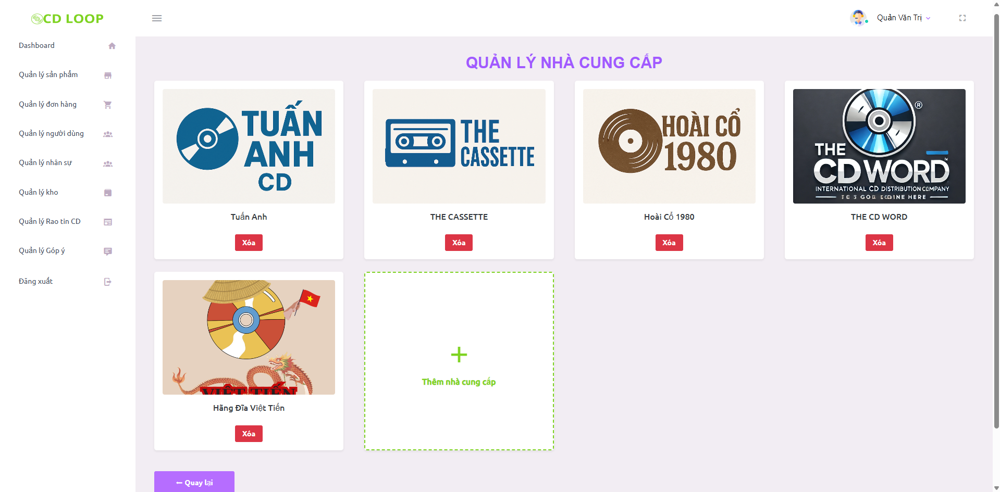 CD LOOP
Quản Văn Trị
Dashboard
Quản lý sản phẩm
Quản lý đơn hàng
Quản lý người dùng
Quản lý nhân sự
Quản lý kho
Quản lý Rao tin CD
Quản lý Góp ý
Đăng xuất
QUẢN LÝ NHÀ CUNG CẤP
TUẤN
ANH
CD
Tuấn Anh
Xóa
THE
CASSETTE
THE CASSETTE
Xóa
HOÀI CỔ
1980
Hoài Cổ 1980
Xóa
®
THE
CD WORD
INTERNATIONAL CD DISTRIBUTION COMPANY
HERE
THE CD WORD
Xóa
VIỆT TIẾN
Hãng Đĩa Việt Tiến
Xóa
+
Thêm nhà cung cấp
← Quay lại